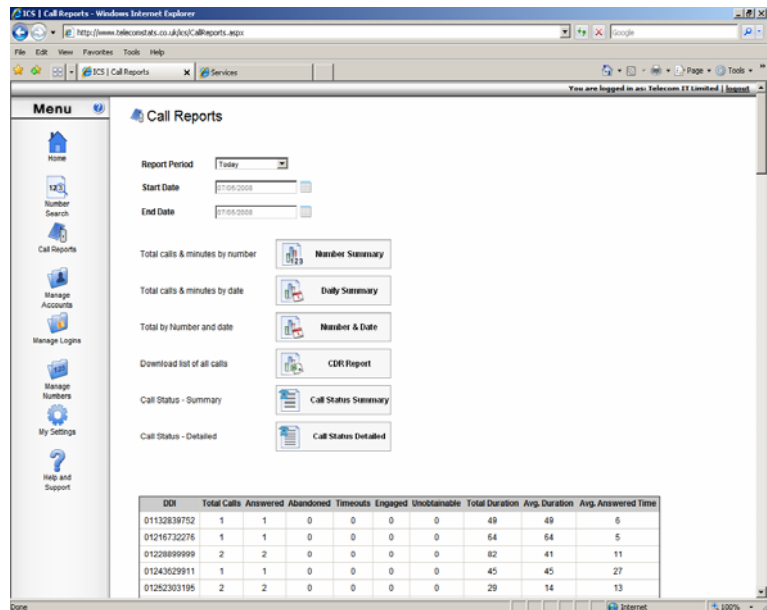 ICS | Call Reports - Windows Internet Explorer
http://www.teleconstats.co.uk/ics/CallReports.aspx
Google
File Edit View Favorites Tools Help
ICS | Call Reports
Services
Page
Tools
You are logged in as: Telecom IT Limited | logout
Menu
Home
123
Number
Search
Call Reports
Manage
Accounts
Manage Logins
123
Manage
Numbers
My Settings
Help and
Support
Call Reports
Report Period Today
Start Date 07/08/2008
End Date 07/08/2008
Total calls & minutes by number 123 Number Summary
Total calls & minutes by date Daily Summary
Total by Number and date Number & Date
Download list of all calls CDR Report
Call Status - Summary Call Status Summary
Call Status - Detailed Call Status Detailed
DDI Total Calls Answered Abandoned Timeouts Engaged Unobtainable Total Duration Avg. Duration Avg. Answered Time
01132839752 1 1 0 0 0 0 49 49 6
01216732276 1 1 0 0 0 0 64 64 5
01228899999 2 2 0 0 0 0 82 41 11
01243629911 1 1 0 0 0 0 45 45 27
01252303195 2 2 0 0 0 0 29 14 13
Done Internet 100%